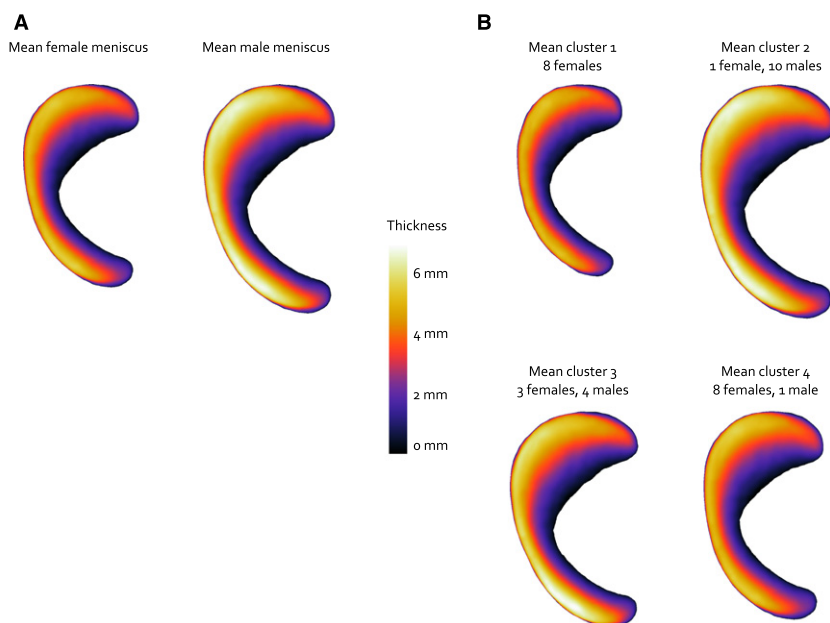 A
Mean female meniscus
Mean male meniscus
Thickness
6 mm
4 mm
2 mm
0 mm
B
Mean cluster 1
8 females
Mean cluster 2
1 female, 10 males
Mean cluster 3
3 females, 4 males
Mean cluster 4
8 females, 1 male